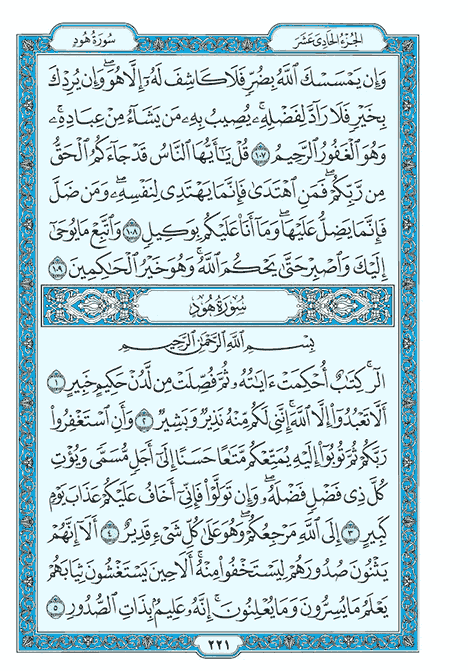 الجزء الحادى عشر
سورة هود
وَإِن يَمْسَسْكَ ٱللَّهُ بِضُرٍّ فَلَا كَاشِفَ لَهُۥٓ إِلَّا هُوَ ۖ وَإِن يُرِدْكَ
بِخَيْرٍ فَلَا رَآدَّ لِفَضْلِهِۦ ۚ يُصِيبُ بِهِۦ مَن يَشَآءُ مِنْ عِبَادِهِۦ ۚ
وَهُوَ ٱلْغَفُورُ ٱلرَّحِيمُ ١٠٧ قُلْ يَٰٓأَيُّهَا ٱلنَّاسُ قَدْ جَآءَكُمُ ٱلْحَقُّ
مِن رَّبِّكُمْ ۖ فَمَنِ ٱهْتَدَىٰ فَإِنَّمَا يَهْتَدِى لِنَفْسِهِۦ ۖ وَمَن ضَلَّ
فَإِنَّمَا يَضِلُّ عَلَيْهَا ۖ وَمَآ أَنَا۠ عَلَيْكُم بِوَكِيلٍ ١٠٨ وَٱتَّبِعْ مَا يُوحَىٰٓ
إِلَيْكَ وَٱصْبِرْ حَتَّىٰ يَحْكُمَ ٱللَّهُ ۚ وَهُوَ خَيْرُ ٱلْحَٰكِمِينَ ١٠٩
سُورَةُ هُودٍ
بِسْمِ ٱللَّهِ ٱلرَّحْمَٰنِ ٱلرَّحِيمِ
الٓر ۚ كِتَٰبٌ أُحْكِمَتْ ءَايَٰتُهُۥ ثُمَّ فُصِّلَتْ مِن لَّدُنْ حَكِيمٍ خَبِيرٍ ١
أَلَّا تَعْبُدُوٓا۟ إِلَّا ٱللَّهَ ۚ إِنَّنِى لَكُم مِّنْهُ نَذِيرٌ وَبَشِيرٌ ٢ وَأَنِ ٱسْتَغْفِرُوا۟
رَبَّكُمْ ثُمَّ تُوبُوٓا۟ إِلَيْهِ يُمَتِّعْكُم مَّتَٰعًا حَسَنًا إِلَىٰٓ أَجَلٍ مُّسَمًّى وَيُؤْتِ
كُلَّ ذِى فَضْلٍ فَضْلَهُۥ ۖ وَإِن تَوَلَّوْا۟ فَإِنِّىٓ أَخَافُ عَلَيْكُمْ عَذَابَ يَوْمٍ
كَبِيرٍ ٣ إِلَى ٱللَّهِ مَرْجِعُكُمْ ۖ وَهُوَ عَلَىٰ كُلِّ شَىْءٍ قَدِيرٌ ٤ أَلَآ إِنَّهُمْ
يَثْنُونَ صُدُورَهُمْ لِيَسْتَخْفُوا۟ مِنْهُ ۚ أَلَا حِينَ يَسْتَغْشُونَ ثِيَابَهُمْ
يَعْلَمُ مَا يُسِرُّونَ وَمَا يُعْلِنُونَ ۚ إِنَّهُۥ عَلِيمٌۢ بِذَاتِ ٱلصُّدُورِ ٥
٢٢١